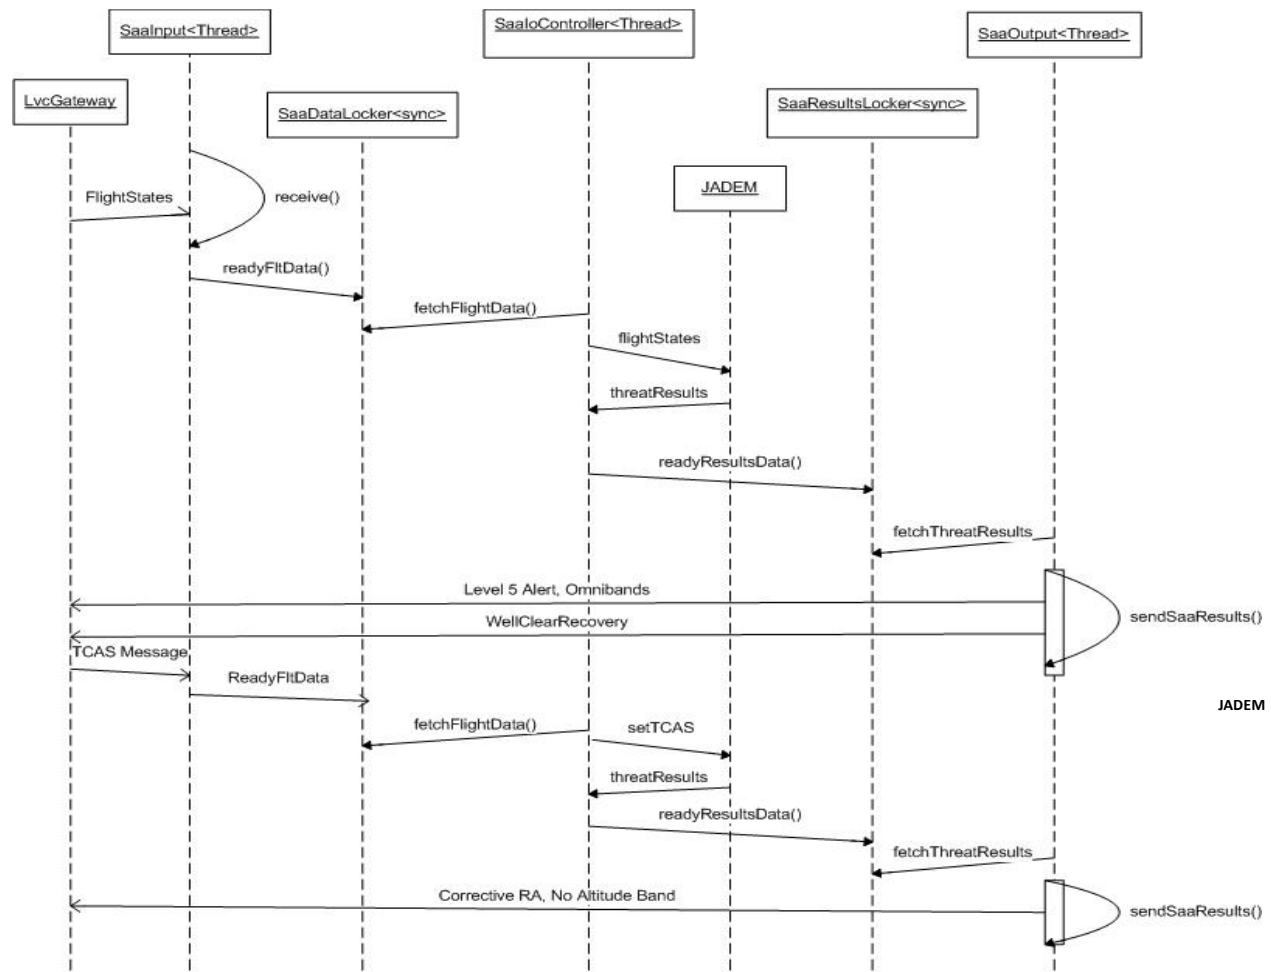 SaaInput<Thread>
SaaIoController<Thread>
SaaOutput<Thread>
LvcGateway
SaaDataLocker<sync>
SaaResultsLocker<sync>
JADEM
FlightStates
receive()
readyFltData()
fetchFlightData()
flightStates
threatResults
readyResultsData()
fetchThreatResults
Level 5 Alert, Omnibands
sendSaaResults()
WellClearRecovery
TCAS Message
ReadyFltData
JADEM
fetchFlightData()
setTCAS
threatResults
readyResultsData()
fetchThreatResults
Corrective RA, No Altitude Band
sendSaaResults()